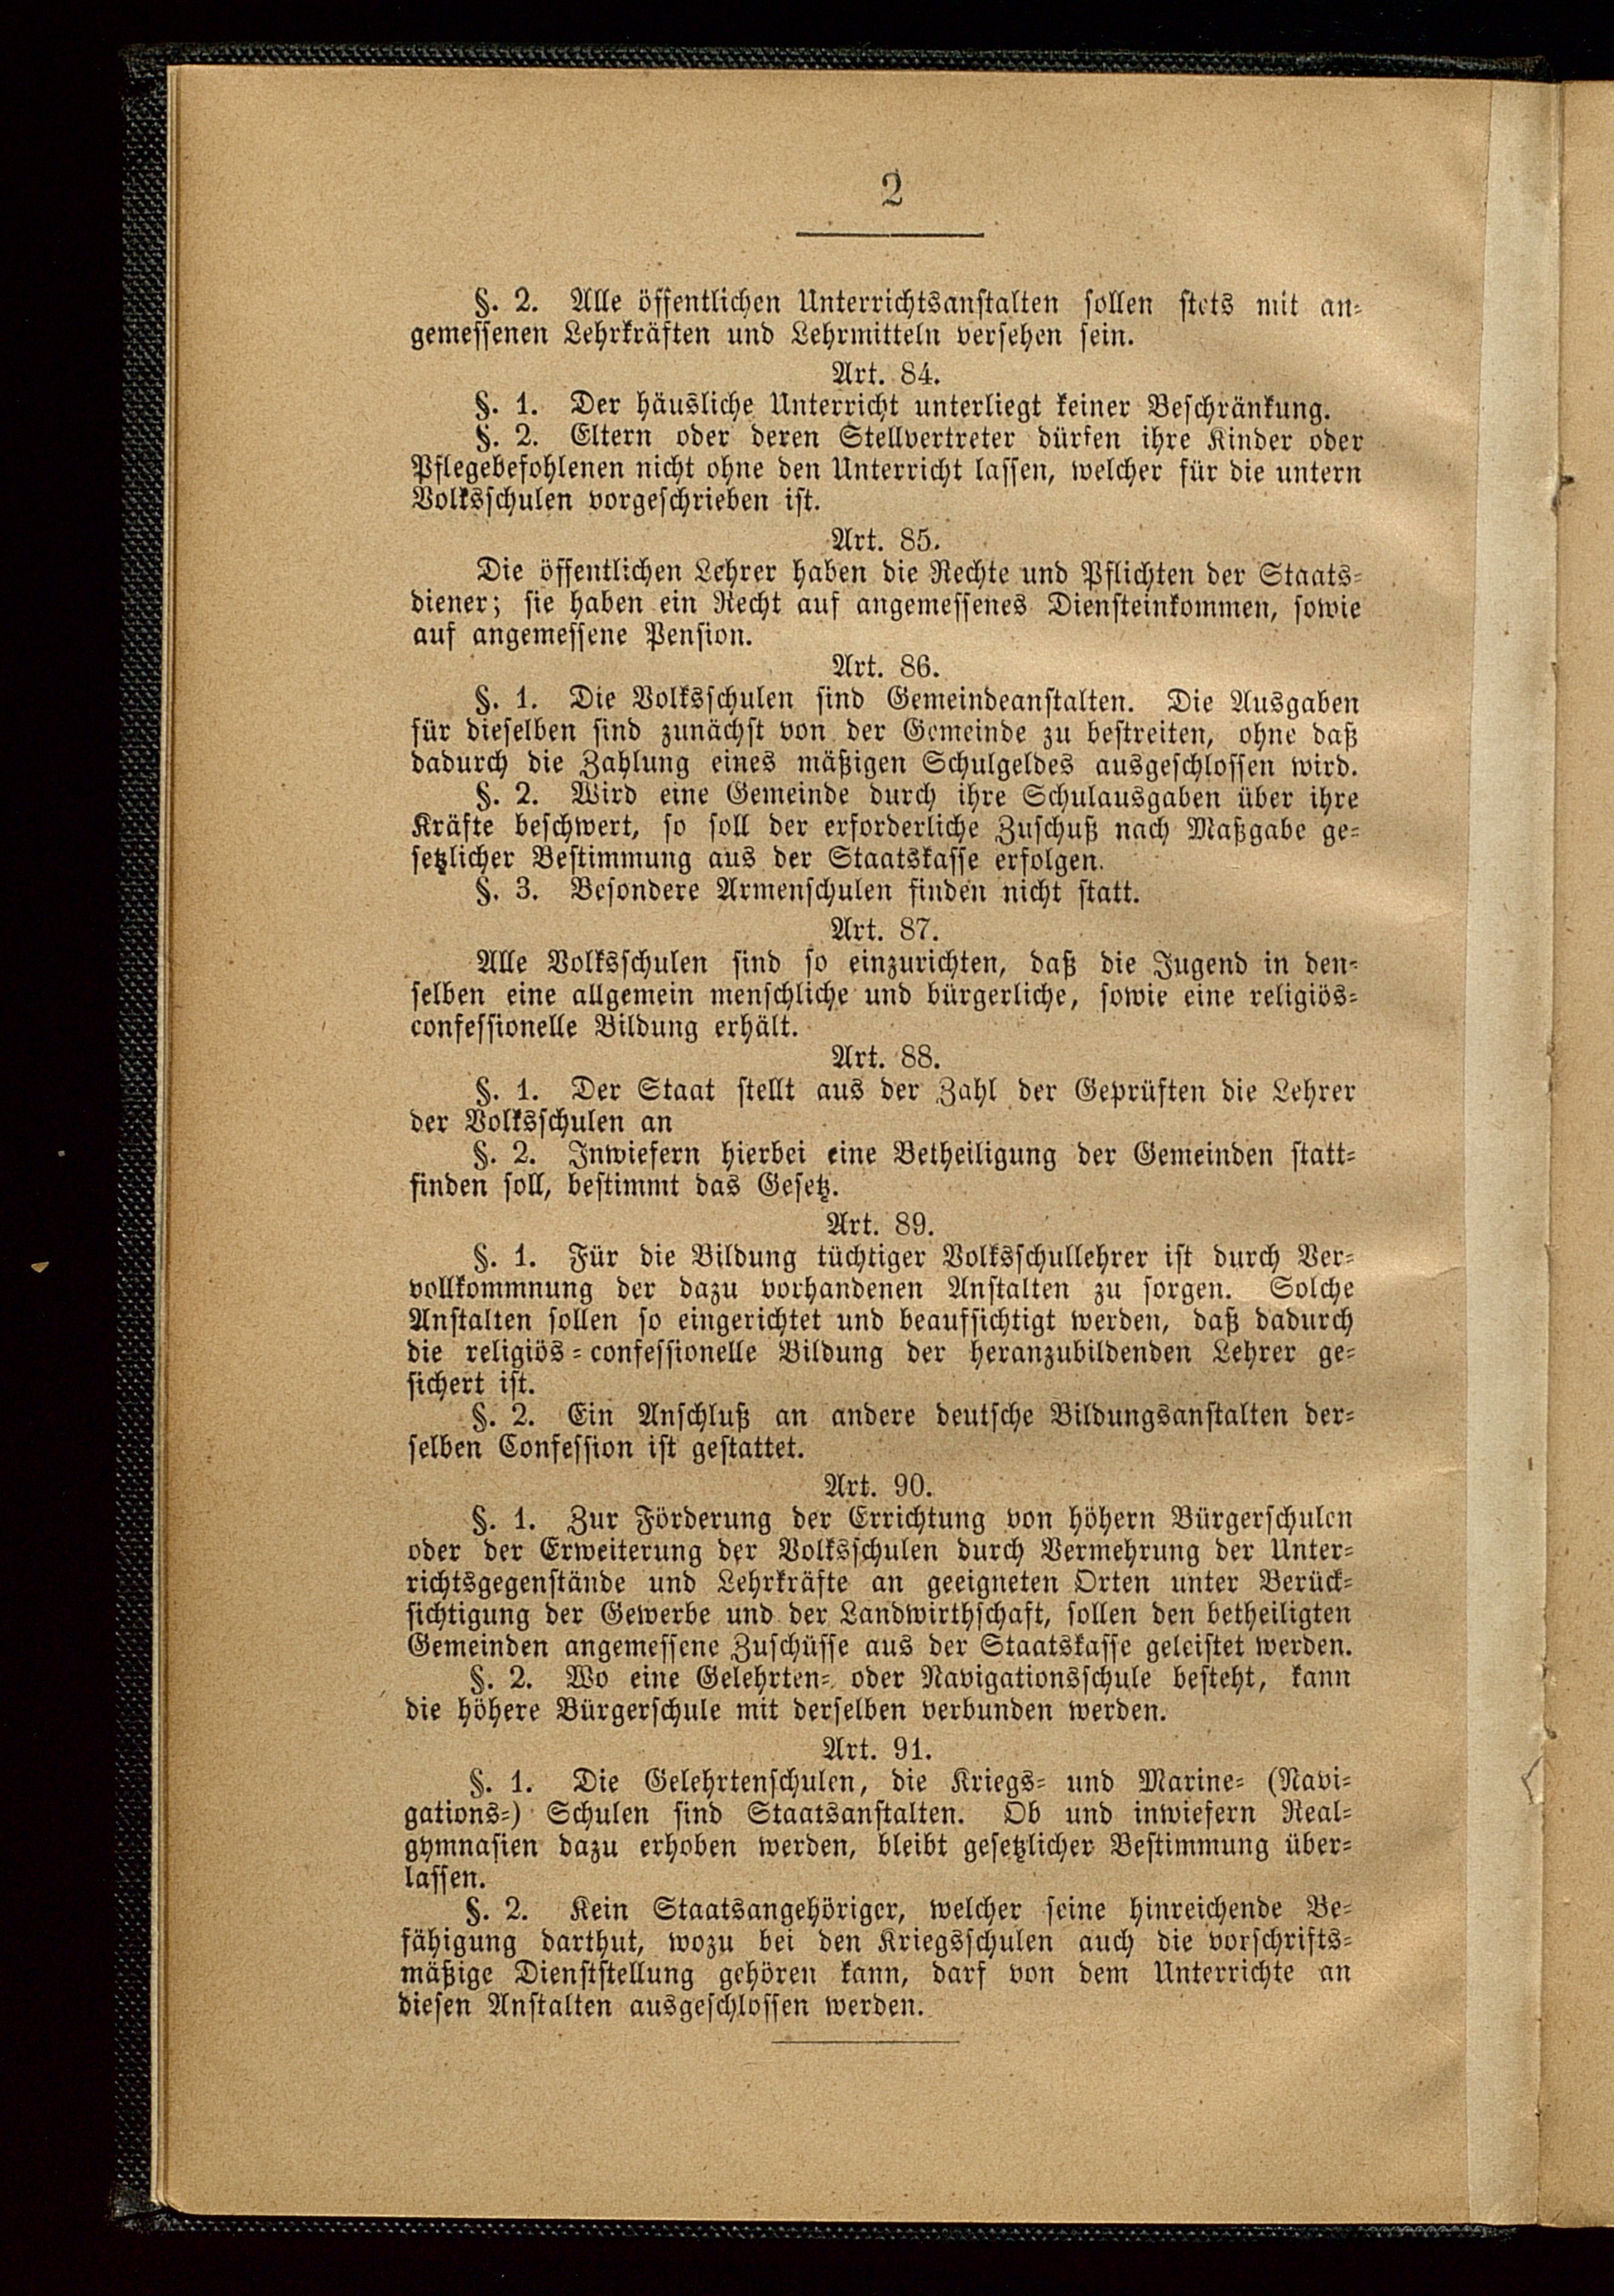 2
§. 2. Alle öffentlichen Unterrichtsanstalten sollen stets mit an-
gemessenen Lehrkräften und Lehrmitteln versehen sein.
Art. 84.
§. 1. Der häusliche Unterricht unterliegt keiner Beschränkung.
§. 2. Eltern oder deren Stellvertreter dürfen ihre Kinder oder
Pflegebefohlenen nicht ohne den Unterricht lassen, welcher für die untern
Volksschulen vorgeschrieben ist.
Art. 85.
Die öffentlichen Lehrer haben die Rechte und Pflichten der Staats-
diener; sie haben ein Recht auf angemessenes Diensteinkommen, sowie
auf angemessene Pension.
Art. 86.
§. 1. Die Volksschulen sind Gemeindeanstalten. Die Ausgaben
für dieselben sind zunächst von der Gemeinde zu bestreiten, ohne daß
dadurch die Zahlung eines mäßigen Schulgeldes ausgeschlossen wird.
§. 2. Wird eine Gemeinde durch ihre Schulausgaben über ihre
Kräfte beschwert, so soll der erforderliche Zuschuß nach Maßgabe ge-
setzlicher Bestimmung aus der Staatskasse erfolgen.
§. 3. Besondere Armenschulen finden nicht statt.
Art. 87.
Alle Volksschulen sind so einzurichten, daß die Jugend in den-
selben eine allgemein menschliche und bürgerliche, sowie eine religiös-
confessionelle Bildung erhält.
Art. 88.
§. 1. Der Staat stellt aus der Zahl der Geprüften die Lehrer
der Volksschulen an
§. 2. Inwiefern hierbei eine Betheiligung der Gemeinden statt-
finden soll, bestimmt das Gesetz.
Art. 89.
§. 1. Für die Bildung tüchtiger Volksschullehrer ist durch Ver-
vollkommnung der dazu vorhandenen Anstalten zu sorgen. Solche
Anstalten sollen so eingerichtet und beaufsichtigt werden, daß dadurch
die religiös-confessionelle Bildung der heranzubildenden Lehrer ge-
sichert ist.
§. 2. Ein Anschluß an andere deutsche Bildungsanstalten der-
selben Confession ist gestattet.
Art. 90.
§. 1. Zur Förderung der Errichtung von höhern Bürgerschulen
oder der Erweiterung der Volksschulen durch Vermehrung der Unter-
richtsgegenstände und Lehrkräfte an geeigneten Orten unter Berück-
sichtigung der Gewerbe und der Landwirthschaft, sollen den betheiligten
Gemeinden angemessene Zuschüsse aus der Staatskasse geleistet werden.
§. 2. Wo eine Gelehrten- oder Navigationsschule besteht, kann
die höhere Bürgerschule mit derselben verbunden werden.
Art. 91.
§. 1. Die Gelehrtenschulen, die Kriegs- und Marine- (Navi-
gations-) Schulen sind Staatsanstalten. Ob und inwiefern Real-
gymnasien dazu erhoben werden, bleibt gesetzlicher Bestimmung über-
lassen.
§. 2. Kein Staatsangehöriger, welcher seine hinreichende Be-
fähigung darthut, wozu bei den Kriegsschulen auch die vorschrifts-
mäßige Dienststellung gehören kann, darf von dem Unterrichte an
diesen Anstalten ausgeschlossen werden.